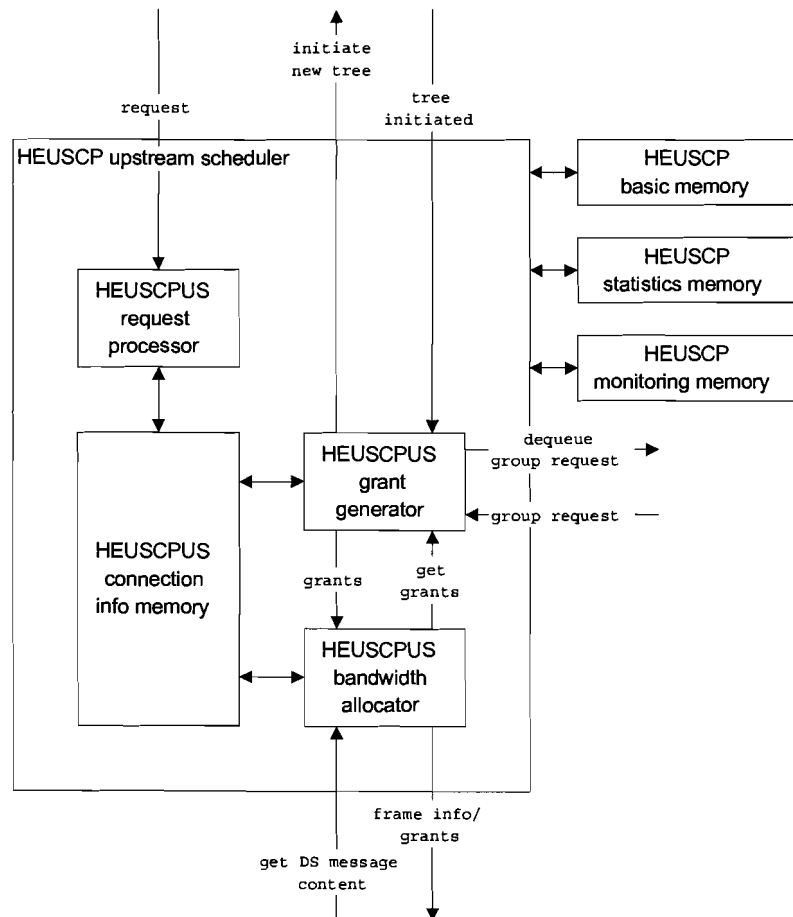 initiate
new tree
request
tree
initiated
HEUSCP upstream scheduler
HEUSCP
basic memory
HEUSCP
statistics memory
HEUSCP
monitoring memory
HEUSCPUS
request
processor
HEUSCPUS
grant
generator
dequeue
group request
group request
HEUSCPUS
connection
info memory
grants
get
grants
HEUSCPUS
bandwidth
allocator
frame info/
grants
get DS message
content